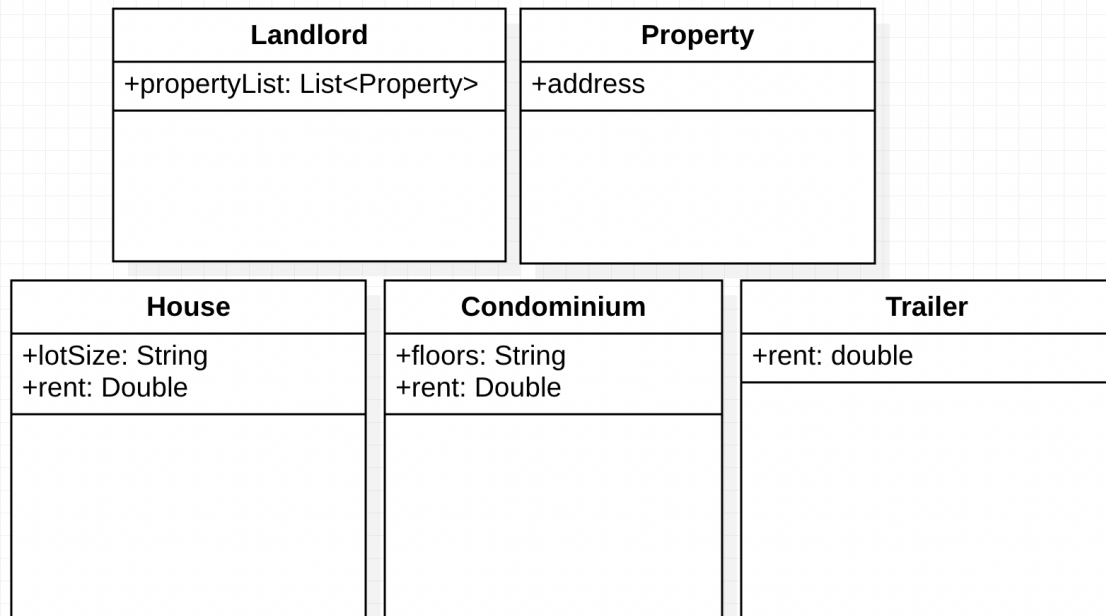 Landlord
+propertyList: List<Property>
Property
+address
House
+lotSize: String
+rent: Double
Condominium
+floors: String
+rent: Double
Trailer
+rent: double